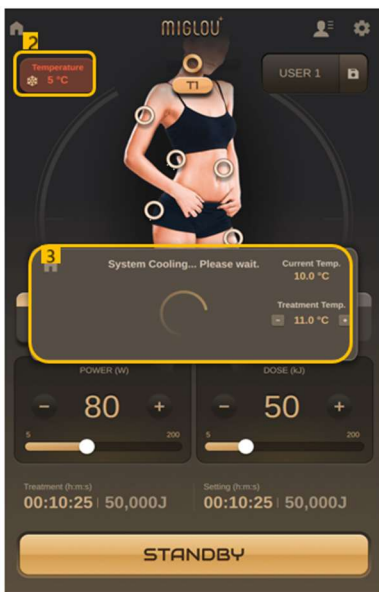 2
MIGLOU
Temperature
5 °C
USER 1
T1
3
System Cooling... Please wait.
Current Temp.
10.0 °C
Treatment Temp.
- 11.0 °C +
POWER (W)
DOSE (kJ)
- 80 +
- 50 +
5 200
5 200
Treatment (h:m:s)
Setting (h:m:s)
00:10:25 | 50,000J
00:10:25 | 50,000J
STANDBY